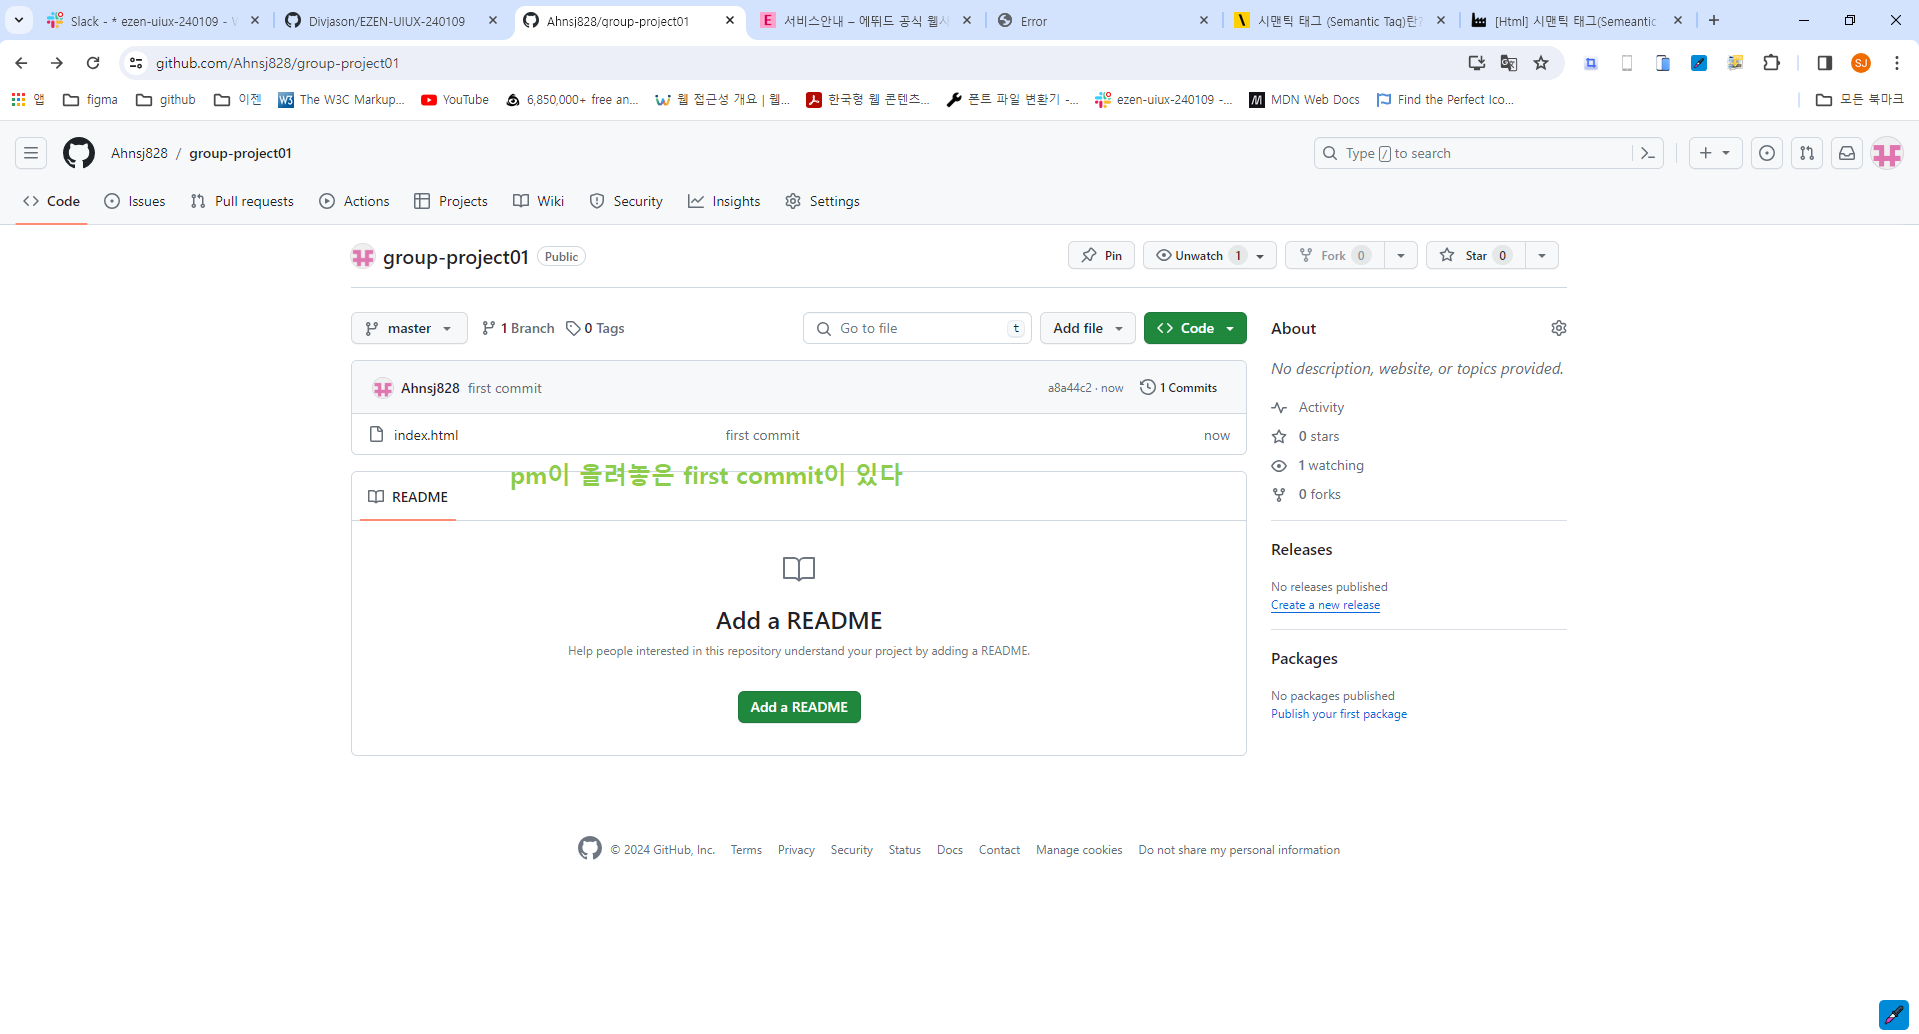 Slack - * ezen-uiux-240109 - 
Divjason/EZEN-UIUX-240109
Ahnsj828/group-project01
서비스안내 – 에뛰드 공식 웹사
Error
시맨틱 태그 (Semantic Tag)란?
[Html] 시맨틱 태그(Semeantic
github.com/Ahnsj828/group-project01
SJ
앱
figma
github
이젠
The W3C Markup...
YouTube
6,850,000+ free an...
웹 접근성 개요 | 웹...
한국형 웹 콘텐츠...
폰트 파일 변환기 -...
ezen-uiux-240109 -...
MDN Web Docs
Find the Perfect Ico...
모든 북마크
Ahnsj828 / group-project01
Type / to search
Code
Issues
Pull requests
Actions
Projects
Wiki
Security
Insights
Settings
group-project01
Public
Pin
Unwatch 1
Fork 0
Star 0
master
1 Branch
0 Tags
Go to file
t
Add file
Code
Ahnsj828 first commit
a8a44c2 · now
1 Commits
index.html
first commit
now
pm이 올려놓은 first commit이 있다
README
Add a README
Help people interested in this repository understand your project by adding a README.
Add a README
About
No description, website, or topics provided.
Activity
0 stars
1 watching
0 forks
Releases
No releases published
Create a new release
Packages
No packages published
Publish your first package
© 2024 GitHub, Inc.
Terms
Privacy
Security
Status
Docs
Contact
Manage cookies
Do not share my personal information